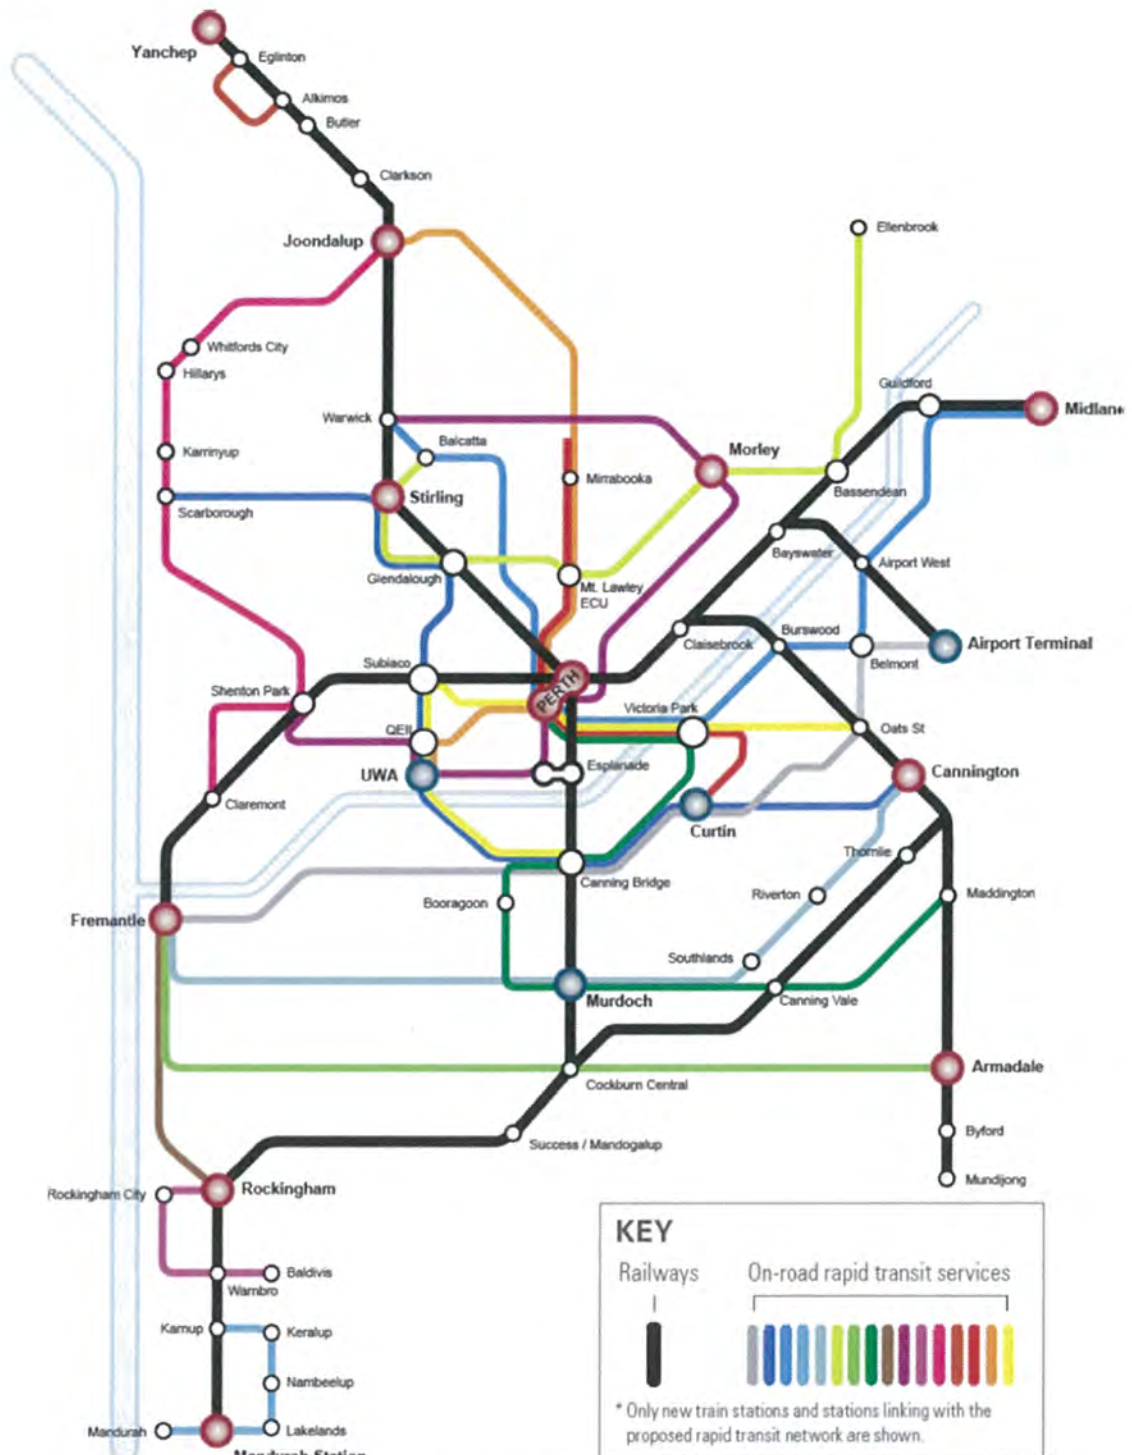 Yanchep
Eglinton
Alkimos
Butler
Clarkson
Joondalup
Ellenbrook
Whitfords City
Hillarys
Guildford
Midlan
Warwick
Balcatta
Karrinyup
Morley
Mirrabooka
Stirling
Bassendean
Scarborough
Bayswater
Glendalough
Airport West
Mt. Lawley
ECU
Claisebrook
Burswood
Airport Terminal
Subiaco
Belmont
Shenton Park
PERTH
Victoria Park
QEII
Oats St
UWA
Esplanade
Cannington
Claremont
Curtin
Thornlie
Canning Bridge
Riverton
Maddington
Booragoon
Fremantle
Southlands
Murdoch
Canning Vale
Armadale
Cockburn Central
Byford
Success / Mandogalup
Mundijong
Rockingham City
Rockingham
KEY
Railways
On-road rapid transit services
Baldivis
Warnbro
Karnup
Keralup
Nambeelup
Mandurah
Lakelands
Mandurah Station
* Only new train stations and stations linking with the
proposed rapid transit network are shown.